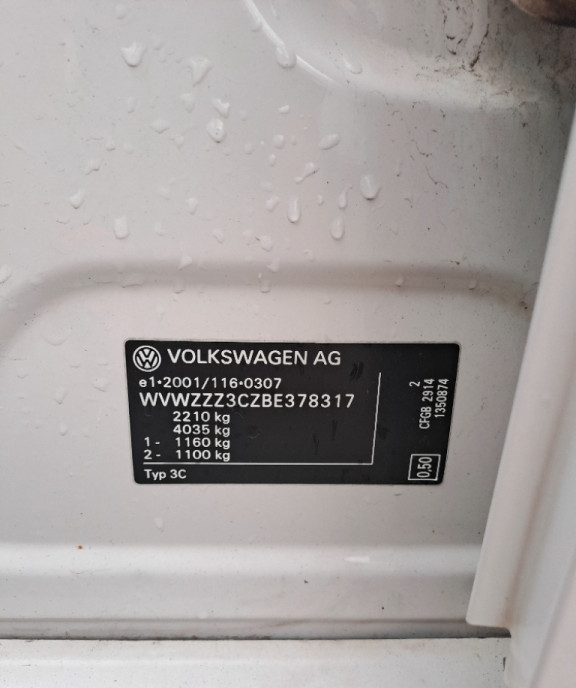 VOLKSWAGEN AG
e1*2001/116*0307
WVWZZZ3CZBE378317
2210 kg
4035 kg
1- 1160 kg
2- 1100 kg
Typ 3C
2
CFGB 2914
1350874
0,50